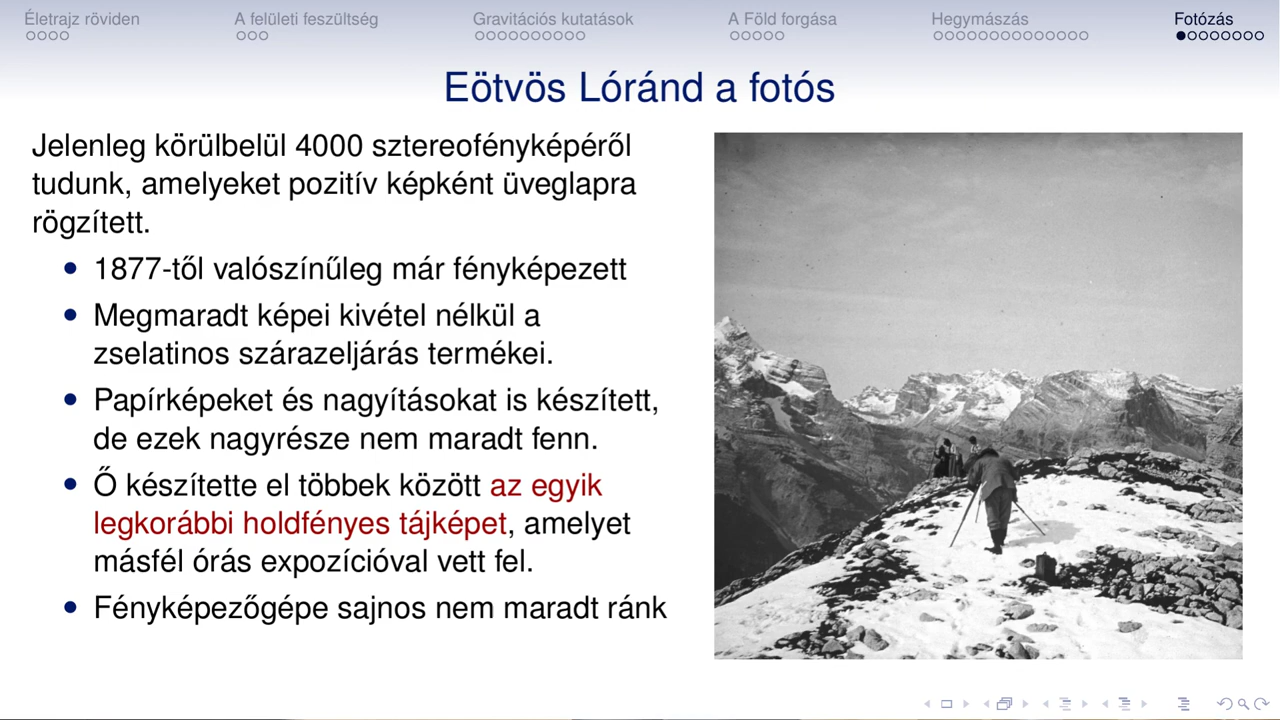 Életrajz röviden
A felületi feszültség
Gravitációs kutatások
A Föld forgása
Hegymászás
Fotózás
Eötvös Lóránd a fotós
Jelenleg körülbelül 4000 sztereofényképéről
tudunk, amelyeket pozitív képként üveglapra
rögzített.
1877-től valószínűleg már fényképezett
Megmaradt képei kivétel nélkül a
zselatinos szárazeljárás termékei.
Papírképeket és nagyításokat is készített,
de ezek nagyrésze nem maradt fenn.
Ő készítette el többek között az egyik
legkorábbi holdfényes tájképet, amelyet
másfél órás expozícióval vett fel.
Fényképezőgépe sajnos nem maradt ránk